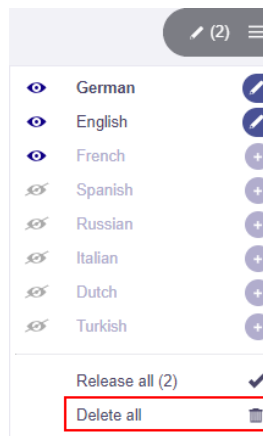 (2)
German
English
French
Spanish
Russian
Italian
Dutch
Turkish
Release all (2)
Delete all